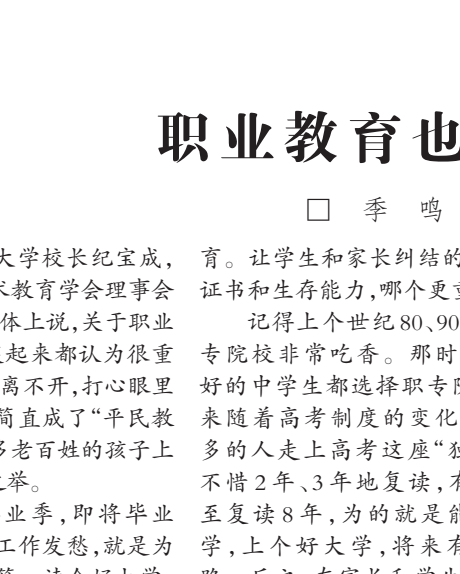 职业教育也
□ 季 鸣
大学校长纪宝成，
教育学会理事会
体上说，关于职业
起来都认为很重
离不开，打心眼里
简直成了“平民教
老百姓的孩子上
之举。
业季，即将毕业
工作发愁，就是为
育。让学生和家长纠结的
证书和生存能力，哪个更重
记得上个世纪80、90
专院校非常吃香。那时
好的中学生都选择职专院
来随着高考制度的变化
多的人走上高考这座“独
不惜2年、3年地复读，有
至复读8年，为的就是能
学，上个好大学，将来有